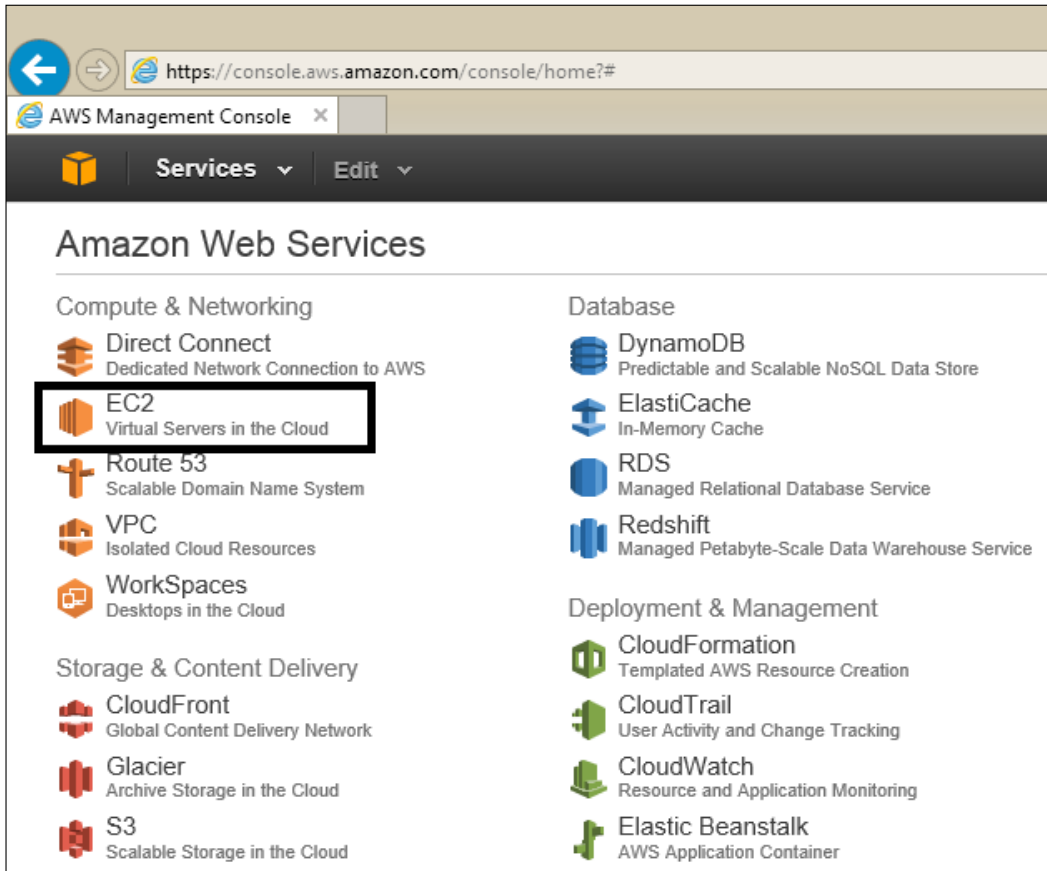 https://console.aws.amazon.com/console/home?#
AWS Management Console
Services Edit
Amazon Web Services
Compute & Networking
Direct Connect
Dedicated Network Connection to AWS
EC2
Virtual Servers in the Cloud
Route 53
Scalable Domain Name System
VPC
Isolated Cloud Resources
WorkSpaces
Desktops in the Cloud
Storage & Content Delivery
CloudFront
Global Content Delivery Network
Glacier
Archive Storage in the Cloud
S3
Scalable Storage in the Cloud
Database
DynamoDB
Predictable and Scalable NoSQL Data Store
ElastiCache
In-Memory Cache
RDS
Managed Relational Database Service
Redshift
Managed Petabyte-Scale Data Warehouse Service
Deployment & Management
CloudFormation
Templated AWS Resource Creation
CloudTrail
User Activity and Change Tracking
CloudWatch
Resource and Application Monitoring
Elastic Beanstalk
AWS Application Container